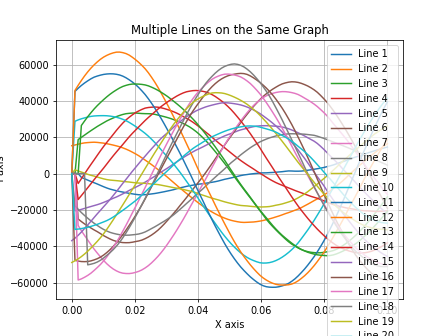 Multiple Lines on the Same Graph
60000
40000
20000
0
−20000
−40000
−60000
0.00
0.02
0.04
0.06
X axis
Line 1
Line 2
Line 3
Line 4
Line 5
Line 6
Line 7
Line 8
Line 9
Line 10
Line 11
Line 12
Line 13
Line 14
Line 15
Line 16
Line 17
Line 18
Line 19
Line 20